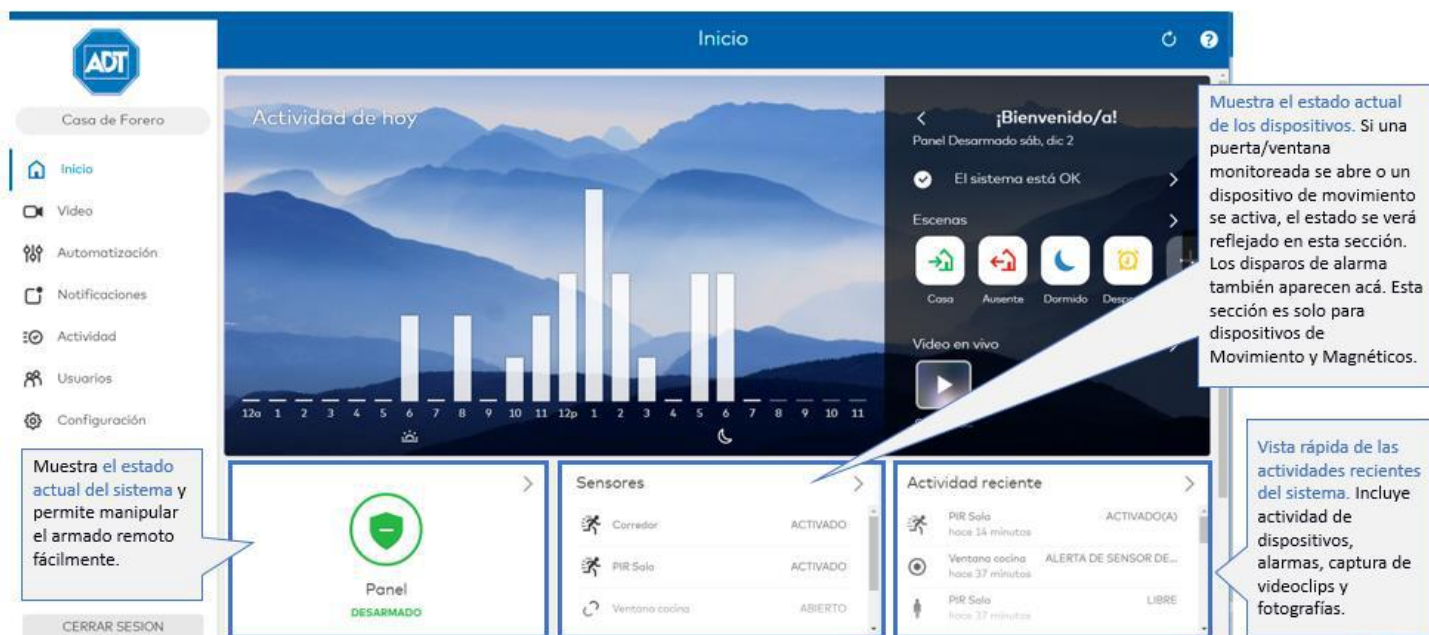 ADT
Casa de Forero
Inicio
Video
Automatización
Notificaciones
Actividad
Usuarios
Configuración
Muestra el estado
actual del sistema y
permite manipular
el armado remoto
fácilmente.
CERRAR SESION
Inicio
Actividad de hoy
12a 1 2 3 4 5 6 7 8 9 10 11 12p 1 2 3 4 5 6 7 8 9 10 11
¡Bienvenido/a!
Panel Desarmado sáb, dic 2
El sistema está OK
Escenas
Casa Ausente Dormido
Video en vivo
Panel
DESARMADO
Sensores
Corredor ACTIVADO
PIR Sala ACTIVADO
Ventana cocina ABIERTO
Actividad reciente
PIR Sala ACTIVADO(A)
hace 14 minutos
Ventana cocina ALERTA DE SENSOR DE...
hace 37 minutos
PIR Sala LIBRE
hace 37 minutos
Muestra el estado actual
de los dispositivos. Si una
puerta/ventana
monitoreada se abre o un
dispositivo de movimiento
se activa, el estado se verá
reflejado en esta sección.
Los disparos de alarma
también aparecen acá. Esta
sección es solo para
dispositivos de
Movimiento y Magnéticos.
Vista rápida de las
actividades recientes
del sistema. Incluye
actividad de
dispositivos,
alarmas, captura de
videoclips y
fotografías.